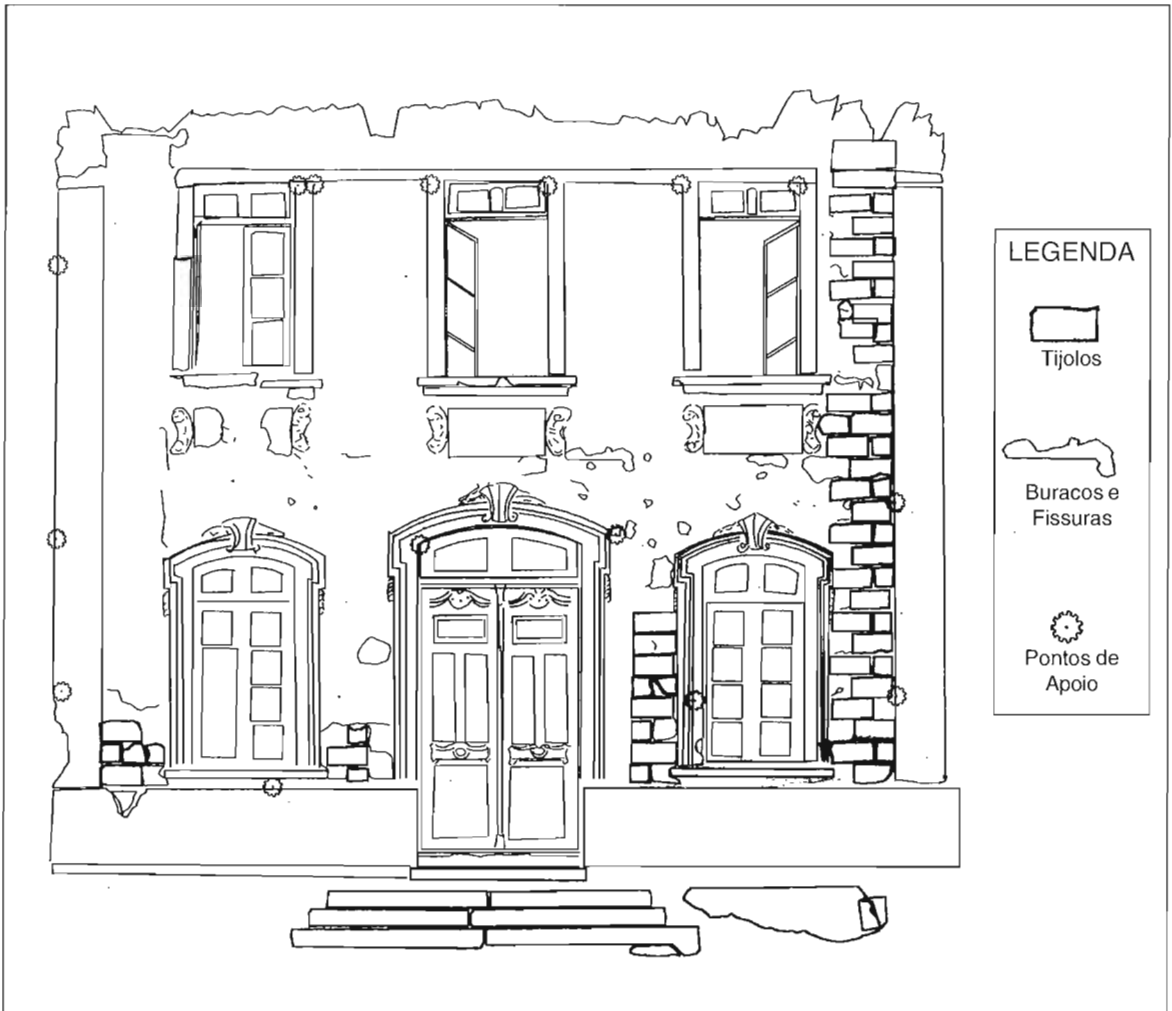 LEGENDA
Tijolos
Buracos e
Fissuras
Pontos de
Apoio